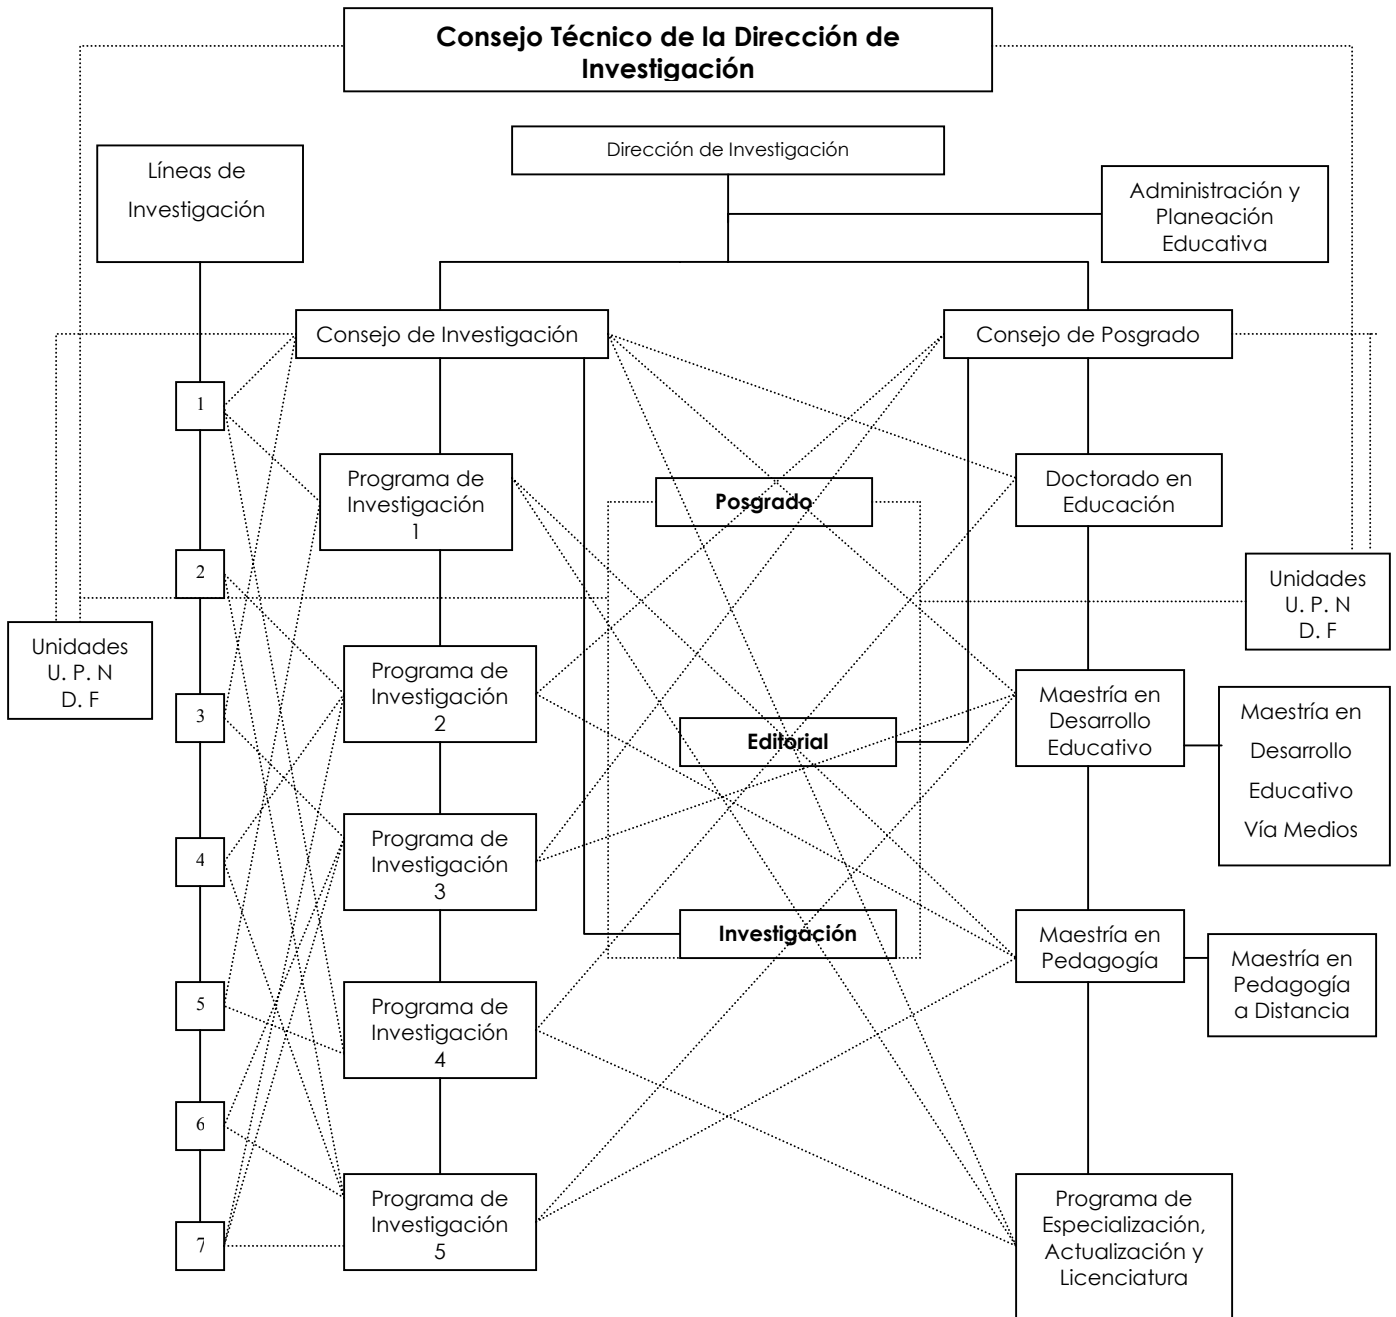 Consejo Técnico de la Dirección de
Investigación
Dirección de Investigación
Líneas de
Investigación
Administración y
Planeación
Educativa
Consejo de Investigación
Consejo de Posgrado
1
Programa de
Investigación
1
Posgrado
Doctorado en
Educación
2
Unidades
U. P. N
D. F
Unidades
U. P. N
D. F
3
Programa de
Investigación
2
Editorial
Maestría en
Desarrollo
Educativo
Maestría en
Desarrollo
Educativo
Vía Medios
4
Programa de
Investigación
3
Investigación
Maestría en
Pedagogía
Maestría en
Pedagogía
a Distancia
5
Programa de
Investigación
4
6
Programa de
Investigación
5
7
Programa de
Especialización,
Actualización y
Licenciatura